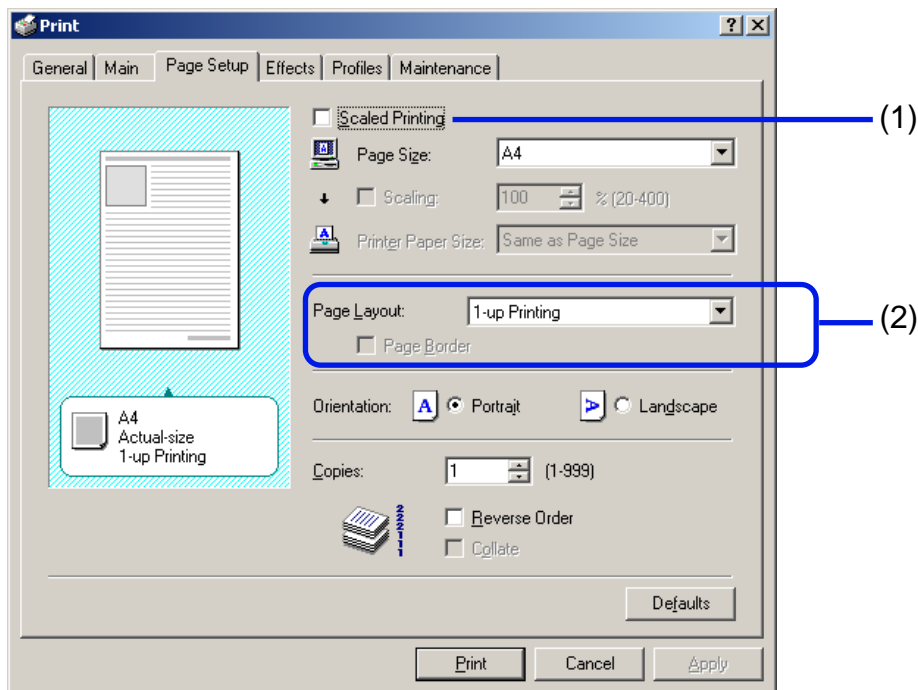 Print
General Main Page Setup Effects Profiles Maintenance
Scaled Printing (1)
Page Size: A4
Scaling: 100 % (20-400)
Printer Paper Size: Same as Page Size
Page Layout: 1-up Printing (2)
Page Border
Orientation: A Portrait A Landscape
A4
Actual-size
1-up Printing
Copies: 1 (1-999)
222111
Reverse Order
Collate
Defaults
Print Cancel Apply